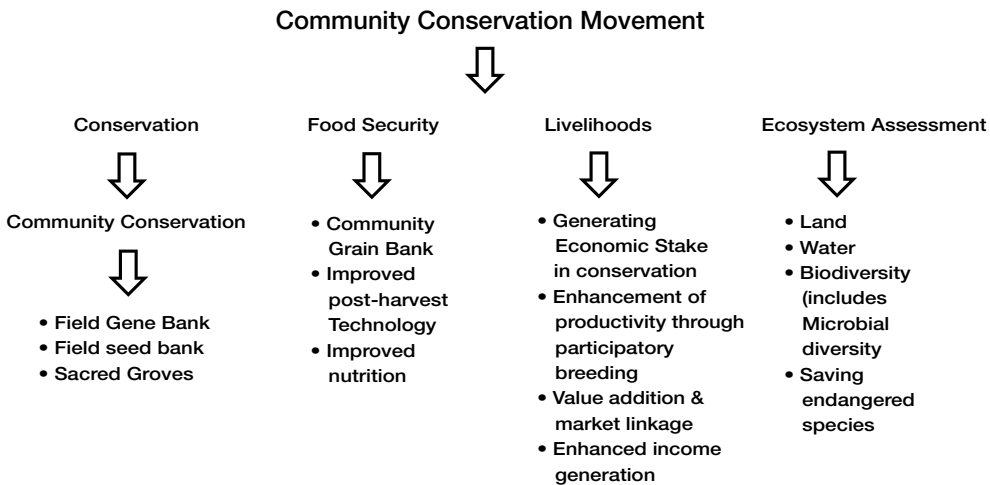 Community Conservation Movement
Conservation
Community Conservation
• Field Gene Bank
• Field seed bank
• Sacred Groves
Food Security
• Community
Grain Bank
• Improved
post-harvest
Technology
• Improved
nutrition
Livelihoods
• Generating
Economic Stake
in conservation
• Enhancement of
productivity through
participatory
breeding
• Value addition &
market linkage
• Enhanced income
generation
Ecosystem Assessment
• Land
• Water
• Biodiversity
(includes
Microbial
diversity
• Saving
endangered
species